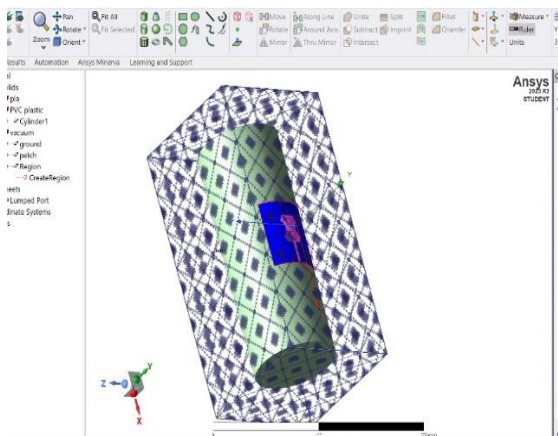 Pan Fit All Move Along Line Unite Split Fillet Measure
Zoom Rotate Fit Selected Rotate Around Axis Subtract Imprint Chamfer Ruler
Orient Mirror Thru Mirror Intersect Units
Results Automation Ansys Minerva Learning and Support
Ansys
2023 R2
STUDENT
pla
PVC plastic
Cylinder1
vacuum
ground
patch
Region
CreateRegion
Lumped Port
Y
Y
Z
X